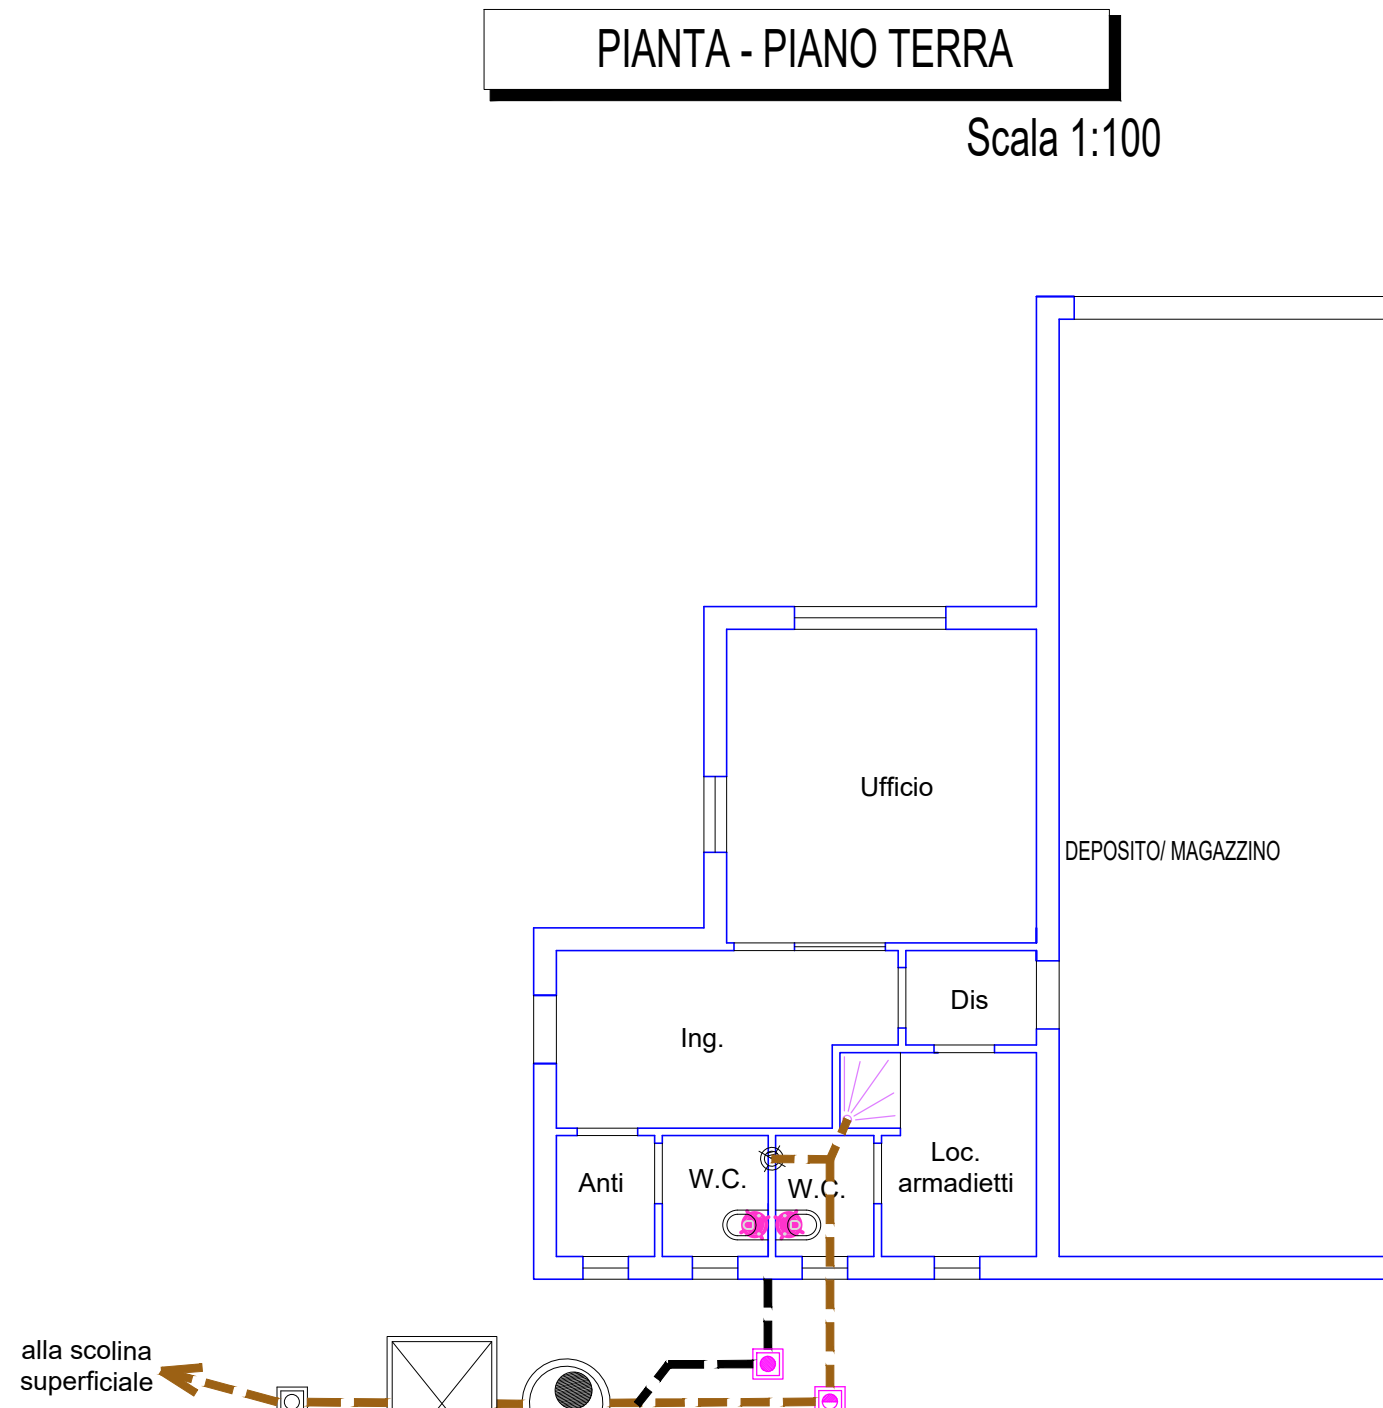 PIANTA - PIANO TERRA
Scala 1:100
Ufficio
DEPOSITO/ MAGAZZINO
Dis
Ing.
Loc.
armadietti
Anti
W.C.
W.C.
alla scolina
superficiale